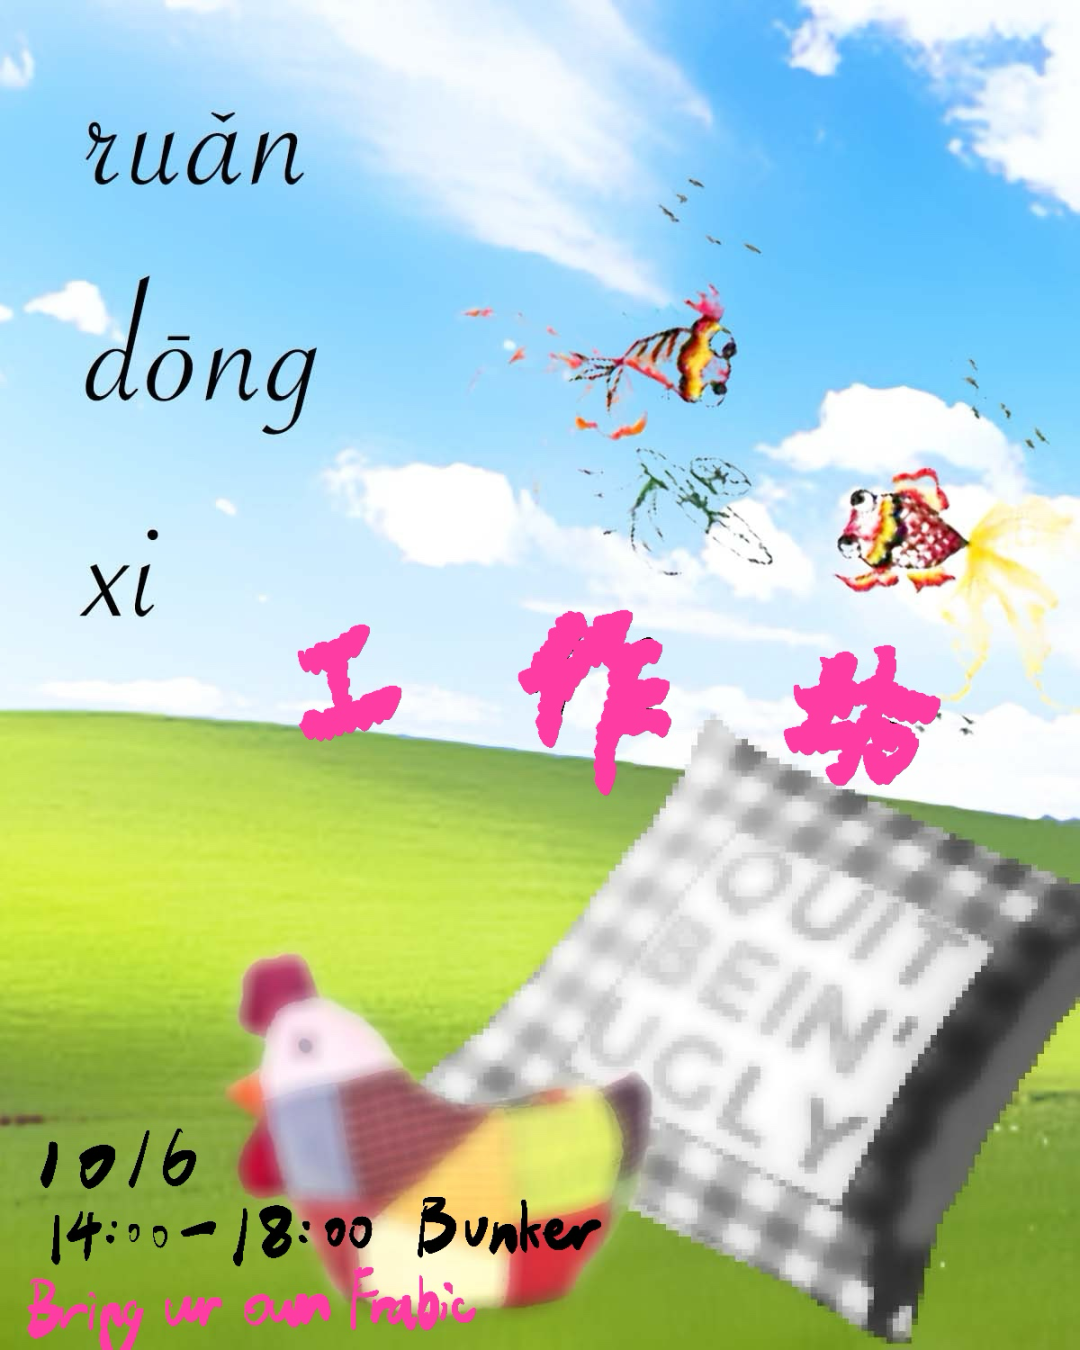 ruǎn
dōng
xi
工作坊
QUIT
BEIN'
UGLY
10/6
14:00-18:00 Bunker
Bring ur own Frabic